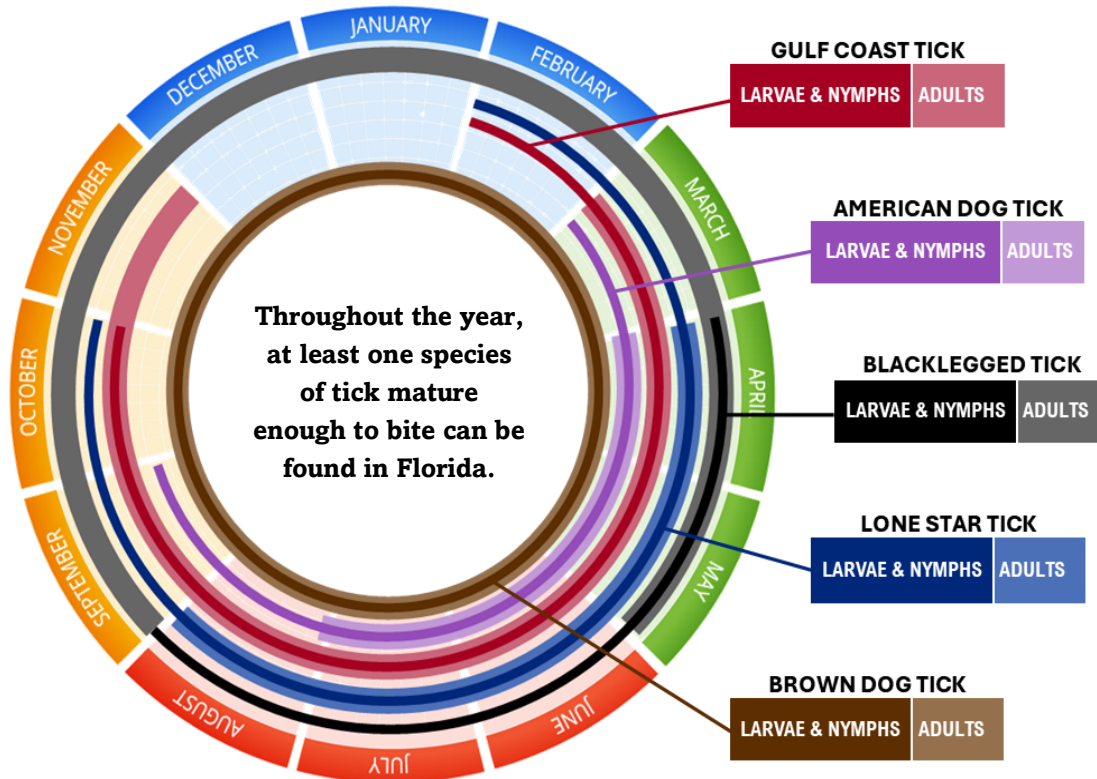 JANUARY
FEBRUARY
MARCH
APRIL
MAY
JUNE
JULY
AUGUST
SEPTEMBER
OCTOBER
NOVEMBER
DECEMBER
Throughout the year,
at least one species
of tick mature
enough to bite can be
found in Florida.
GULF COAST TICK
LARVAE & NYMPHS ADULTS
AMERICAN DOG TICK
LARVAE & NYMPHS ADULTS
BLACKLEGGED TICK
LARVAE & NYMPHS ADULTS
LONE STAR TICK
LARVAE & NYMPHS ADULTS
BROWN DOG TICK
LARVAE & NYMPHS ADULTS